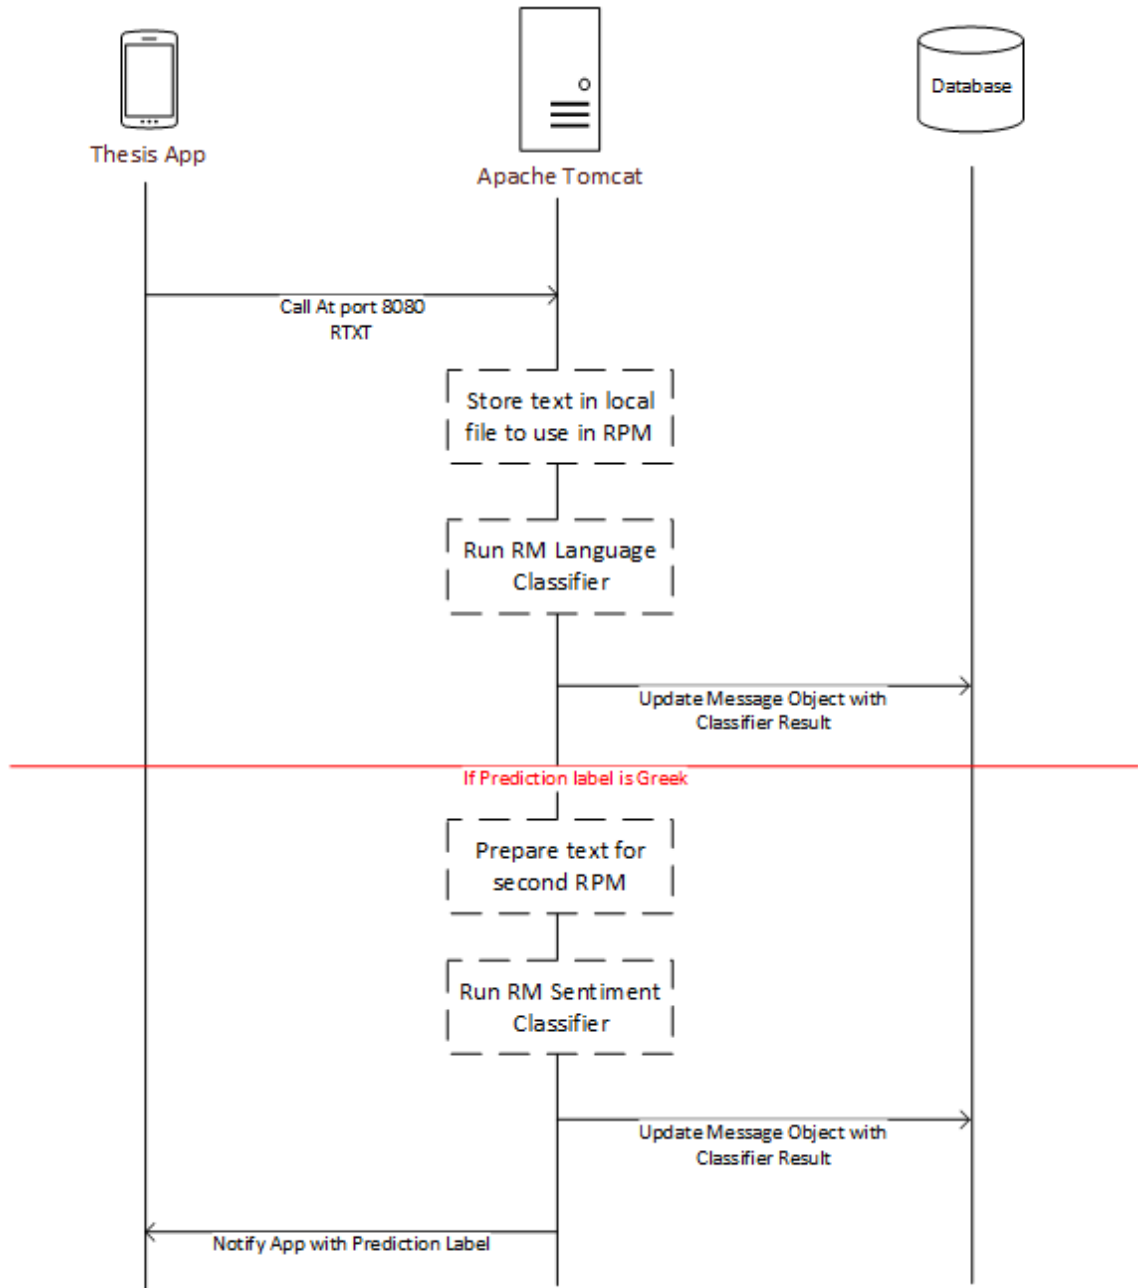 Database
Thesis App
Apache Tomcat
Call At port 8080
RTXT
Store text in local
file to use in RPM
Run RM Language
Classifier
Update Message Object with
Classifier Result
If Prediction label is Greek
Prepare text for
second RPM
Run RM Sentiment
Classifier
Update Message Object with
Classifier Result
Notify App with Prediction Label